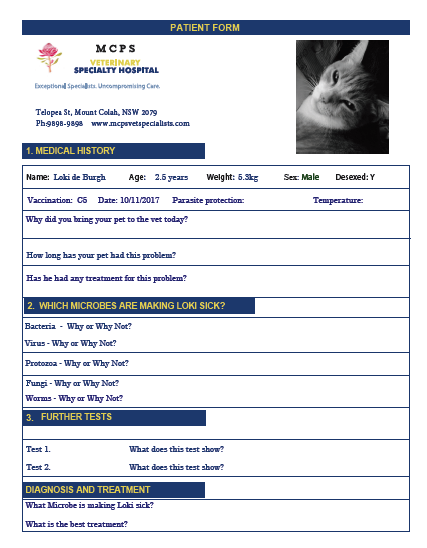 PATIENT FORM
MCPS
VETERINARY
SPECIALTY HOSPITAL
Exceptional Specialists. Uncompromising Care.
Telopea St, Mount Colah, NSW 2079
Ph:9898-9898 www.mcpsvetspecialists.com
1. MEDICAL HISTORY
Name: Loki de Burgh Age: 2.5 years Weight: 5.3kg Sex: Male Desexed: Y
Vaccination: C5 Date: 10/11/2017 Parasite protection: Temperature:
Why did you bring your pet to the vet today?
How long has your pet had this problem?
Has he had any treatment for this problem?
2. WHICH MICROBES ARE MAKING LOKI SICK?
Bacteria - Why or Why Not?
Virus - Why or Why Not?
Protozoa - Why or Why Not?
Fungi - Why or Why Not?
Worms - Why or Why Not?
3. FURTHER TESTS
Test 1. What does this test show?
Test 2. What does this test show?
DIAGNOSIS AND TREATMENT
What Microbe is making Loki sick?
What is the best treatment?